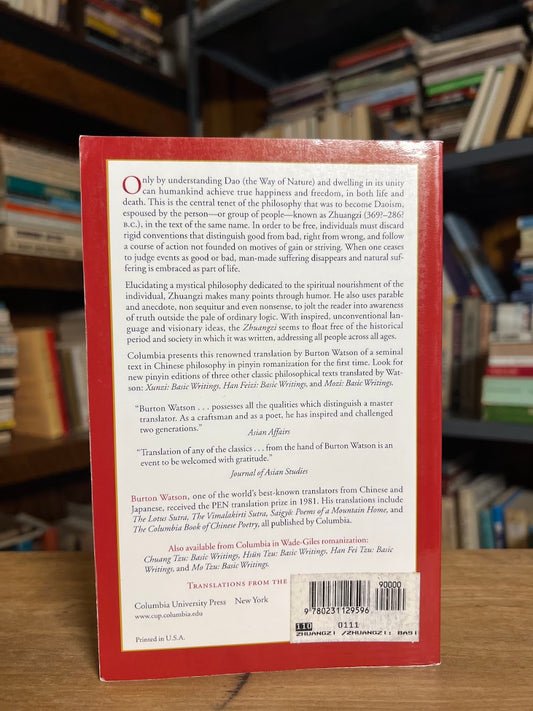 Only by understanding Dao (the Way of Nature) and dwelling in its unity
can humankind achieve true happiness and freedom, in both life and
death. This is the central tenet of the philosophy that was to become Daoism,
espoused by the person—or group of people—known as Zhuangzi (369?–286?
B.C.), in the text of the same name. In order to be free, individuals must discard
rigid conventions that distinguish good from bad, right from wrong, and follow
a course of action not founded on motives of gain or striving. When one ceases
to judge events as good or bad, man-made suffering disappears and natural suf-
fering is embraced as part of life.
Elucidating a mystical philosophy dedicated to the spiritual nourishment of the
individual, Zhuangzi makes many points through humor. He also uses parable
and anecdote, non sequitur and even nonsense, to jolt the reader into awareness
of truth outside the pale of ordinary logic. With inspired, unconventional lan-
guage and visionary ideas, the Zhuangzi seems to float free of the historical
period and society in which it was written, addressing all people across all ages.
Columbia presents this renowned translation by Burton Watson of a seminal
text in Chinese philosophy in pinyin romanization for the first time. Look for
new pinyin editions of three other classic philosophical texts translated by Wat-
son: Xunzi: Basic Writings, Han Feizi: Basic Writings, and Mozi: Basic Writings.
“Burton Watson . . . possesses all the qualities which distinguish a master
translator. As a craftsman and as a poet, he has inspired and challenged
two generations.”
Asian Affairs
“Translation of any of the classics . . . from the hand of Burton Watson is an
event to be welcomed with gratitude.”
Journal of Asian Studies
Burton Watson, one of the world’s best-known translators from Chinese and
Japanese, received the PEN translation prize in 1981. His translations include
The Lotus Sutra, The Vimalakirti Sutra, Saigyō Poems of a Mountain Home, and
The Columbia Book of Chinese Poetry, all published by Columbia.
Also available from Columbia in Wade-Giles romanization:
Chuang Tzu: Basic Writings, Hsün Tzu: Basic Writings, Han Fei Tzu: Basic
Writings, and Mo Tzu: Basic Writings.
TRANSLATIONS FROM THE
Columbia University Press New York
www.cup.columbia.edu
Printed in U.S.A.
90000
9 780231129596
110 0111
ZHUANGZI /ZHUANGZI: BASI